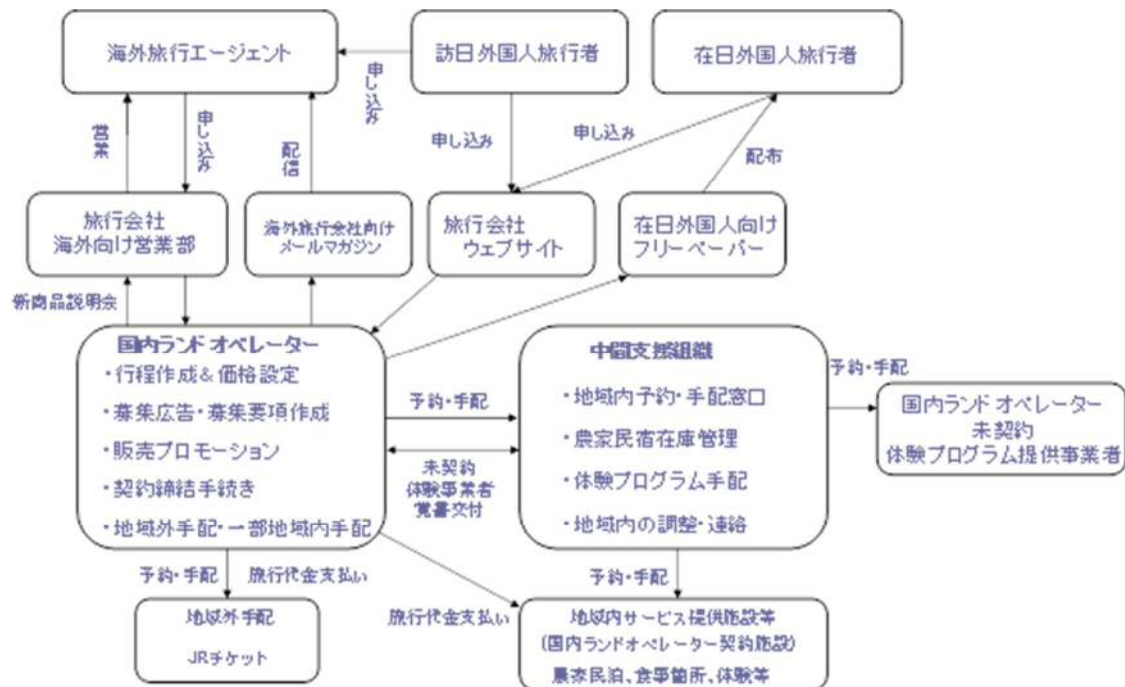 海外旅行エージェント
訪日外国人旅行者
在日外国人旅行者
営業
申し込み
配信
申し込み
申し込み
申し込み
配布
旅行会社
海外向け営業部
海外旅行会社向け
メールマガジン
旅行会社
ウェブサイト
在日外国人向け
フリーペーパー
新商品説明会
国内ランドオペレーター
・行程作成&価格設定
・募集広告・募集要項作成
・販売プロモーション
・契約締結手続き
・地域外手配・一部地域内手配
予約・手配
未契約
体験事業者
覚書交付
中間支援組織
・地域内予約・手配窓口
・農家民宿在庫管理
・体験プログラム手配
・地域内の調整・連絡
予約・手配
国内ランドオペレーター
未契約
体験プログラム提供事業者
予約・手配
旅行代金支払い
旅行代金支払い
予約・手配
地域外手配
JRチケット
地域内サービス提供施設等
(国内ランドオペレーター契約施設)
農家民泊、食事箇所、体験等